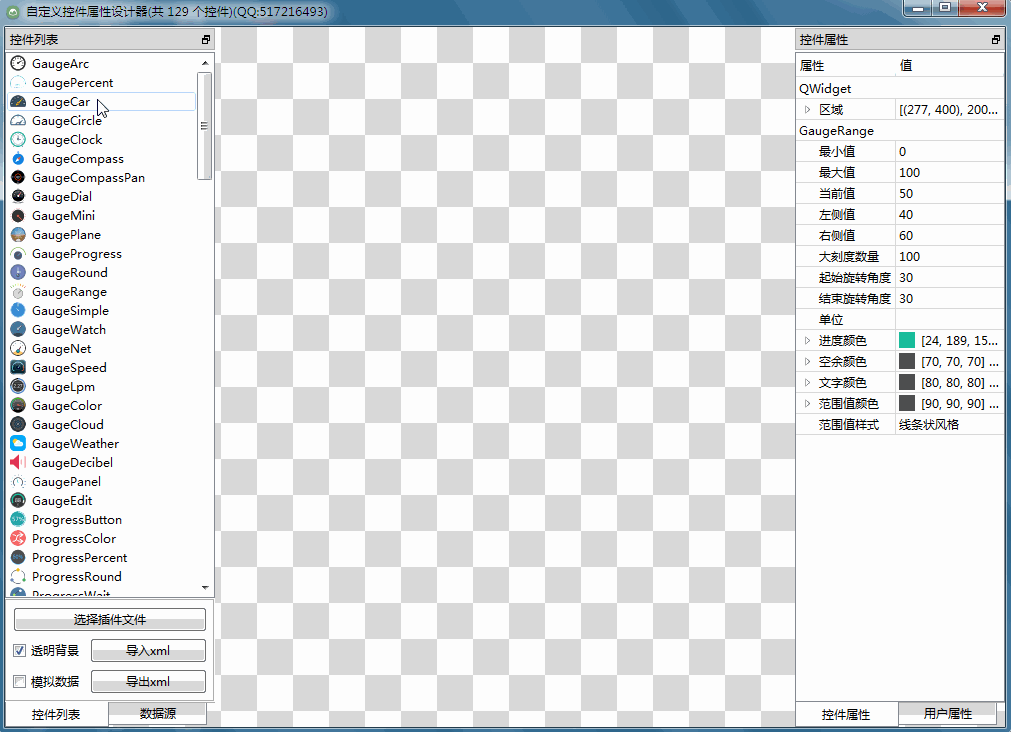 自定义控件属性设计器(共 129 个控件)(QQ:517216493)
控件列表
GaugeArc
GaugePercent
GaugeCar
GaugeCircle
GaugeClock
GaugeCompass
GaugeCompassPan
GaugeDial
GaugeMini
GaugePlane
GaugeProgress
GaugeRound
GaugeRange
GaugeSimple
GaugeWatch
GaugeNet
GaugeSpeed
GaugeLpm
GaugeColor
GaugeCloud
GaugeWeather
GaugeDecibel
GaugePanel
GaugeEdit
ProgressButton
ProgressColor
ProgressPercent
ProgressRound
ProgressWait
选择插件文件
透明背景 导入xml
模拟数据 导出xml
控件列表 数据源
控件属性
属性 值
QWidget
区域 [(277, 400), 200...
GaugeRange
最小值 0
最大值 100
当前值 50
左侧值 40
右侧值 60
大刻度数量 100
起始旋转角度 30
结束旋转角度 30
单位
进度颜色 [24, 189, 15...
空余颜色 [70, 70, 70] ...
文字颜色 [80, 80, 80] ...
范围值颜色 [90, 90, 90] ...
范围值样式 线条状风格
控件属性 用户属性